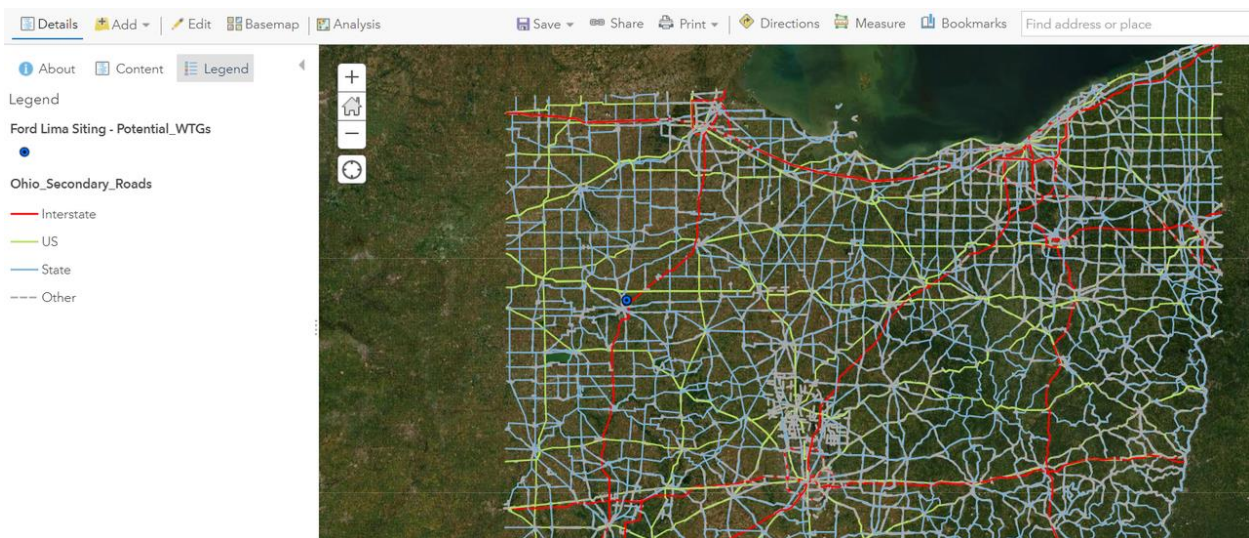 Details Add Edit Basemap Analysis Save Share Print Directions Measure Bookmarks Find address or place
About Content Legend
Legend
Ford Lima Siting - Potential_WTGs
Ohio_Secondary_Roads
Interstate
US
State
Other